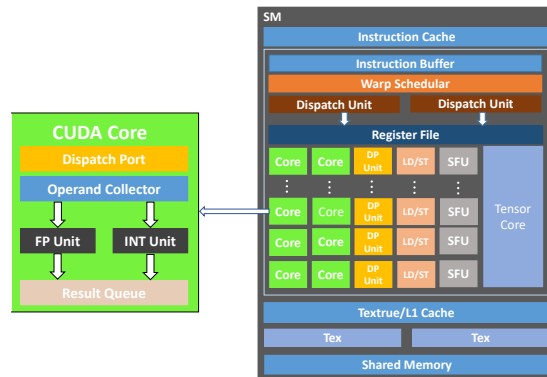 SM
Instruction Cache
Instruction Buffer
Warp Schedular
Dispatch Unit Dispatch Unit
Register File
Core Core DP Unit LD/ST SFU
⋮ ⋮ ⋮ ⋮ ⋮
Core Core DP Unit LD/ST SFU
Core Core DP Unit LD/ST SFU
Core Core DP Unit LD/ST SFU
Tensor
Core
Textrue/L1 Cache
Tex Tex
Shared Memory
CUDA Core
Dispatch Port
Operand Collector
FP Unit INT Unit
Result Queue